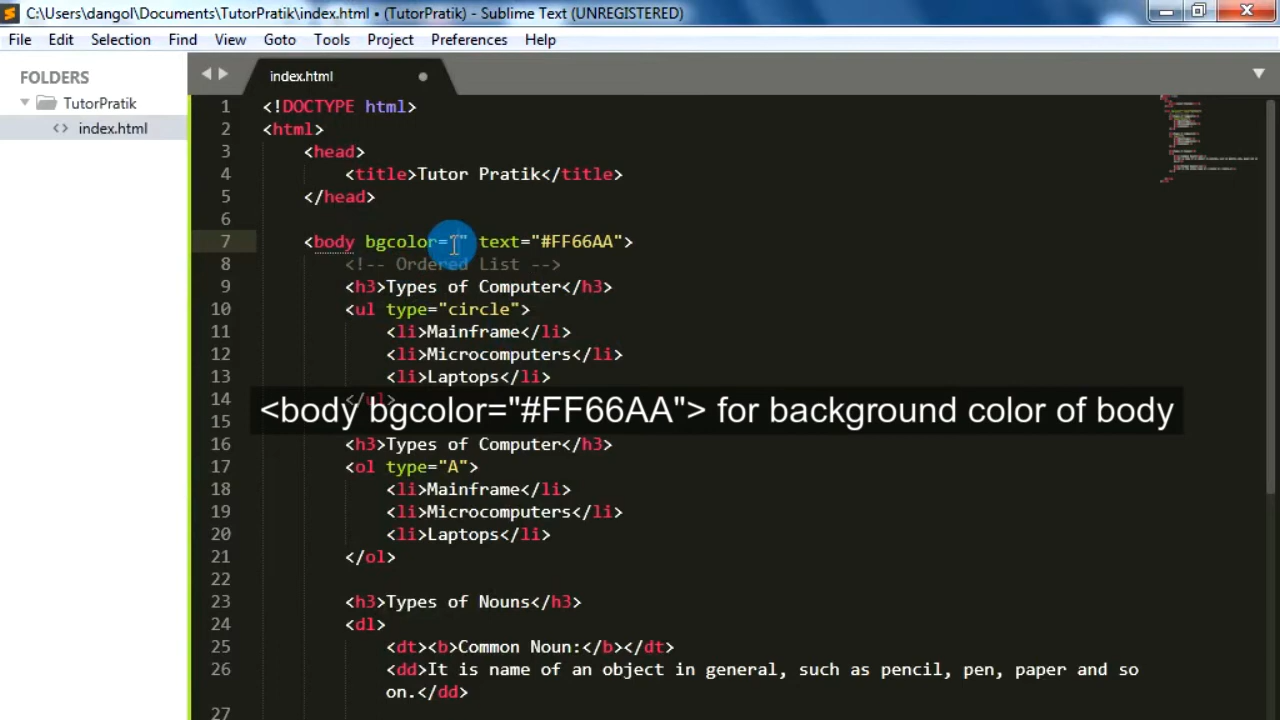 C:\Users\dangol\Documents\TutorPratik\index.html • (TutorPratik) - Sublime Text (UNREGISTERED)
File Edit Selection Find View Goto Tools Project Preferences Help
FOLDERS
TutorPratik
<> index.html
index.html
1 <!DOCTYPE html>
2 <html>
3 <head>
4 <title>Tutor Pratik</title>
5 </head>
6
7 <body bgcolor="" text="#FF66AA">
8 <!-- Ordered List -->
9 <h3>Types of Computer</h3>
10 <ul type="circle">
11 <li>Mainframe</li>
12 <li>Microcomputers</li>
13 <li>Laptops</li>
14 </ul>
<body bgcolor="#FF66AA"> for background color of body
15
16 <h3>Types of Computer</h3>
17 <ol type="A">
18 <li>Mainframe</li>
19 <li>Microcomputers</li>
20 <li>Laptops</li>
21 </ol>
22
23 <h3>Types of Nouns</h3>
24 <dl>
25 <dt><b>Common Noun:</b></dt>
26 <dd>It is name of an object in general, such as pencil, pen, paper and so
on.</dd>
27